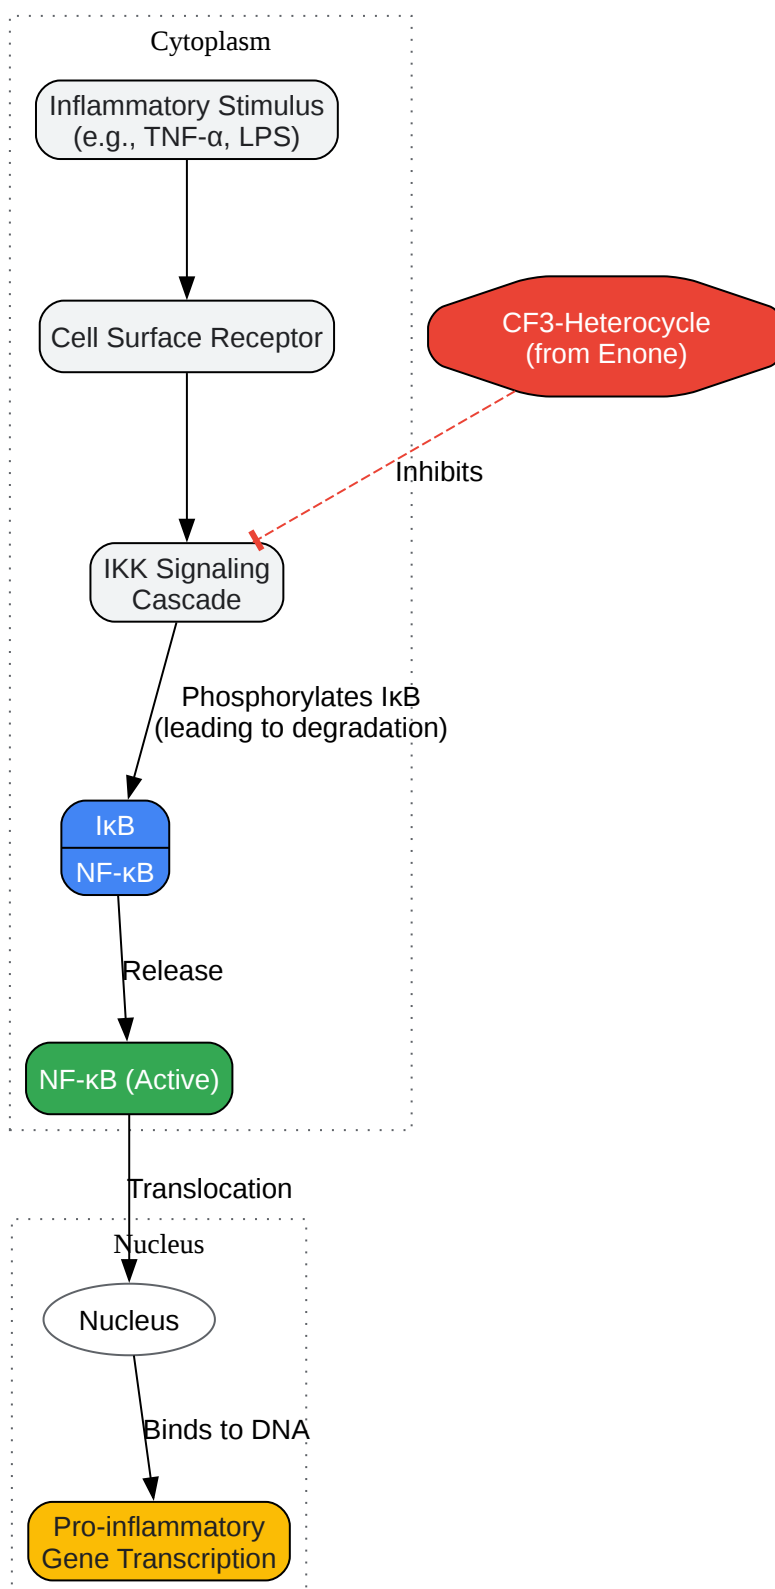 Cytoplasm
Inflammatory Stimulus
(e.g., TNF-α, LPS)
Cell Surface Receptor
CF3-Heterocycle
(from Enone)
Inhibits
IKK Signaling
Cascade
Phosphorylates IκB
(leading to degradation)
IκB
NF-κB
Release
NF-κB (Active)
Translocation
Nucleus
Nucleus
Binds to DNA
Pro-inflammatory
Gene Transcription